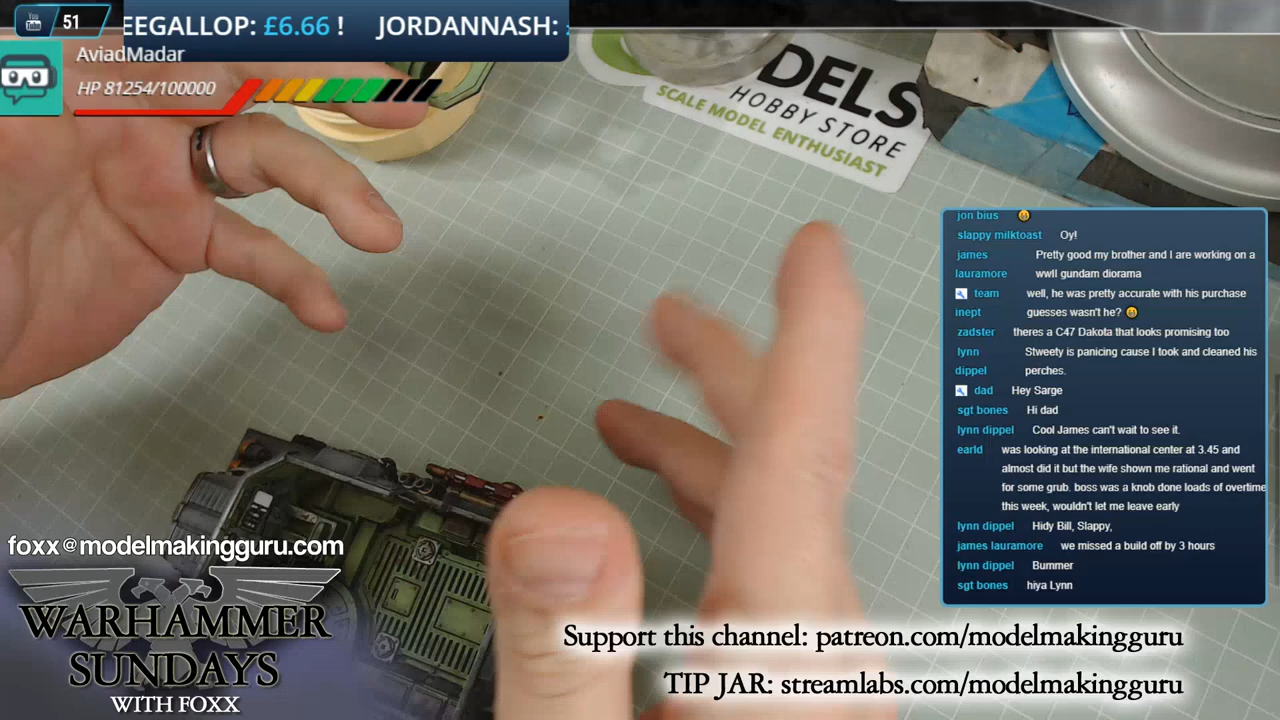 You Tube
51
EEGALLOP: £6.66 ! JORDANNASH:
AviadMadar
HP 81254/100000
DELS
HOBBY STORE
SCALE MODEL ENTHUSIAST
jon bius
slappy milktoast Oy!
james Pretty good my brother and I are working on a
lauramore wwII gundam diorama
team well, he was pretty accurate with his purchase
inept guesses wasn't he?
zadster theres a C47 Dakota that looks promising too
lynn Stweety is panicing cause I took and cleaned his
dippel perches.
dad Hey Sarge
sgt bones Hi dad
lynn dippel Cool James can't wait to see it.
earld was looking at the international center at 3.45 and
almost did it but the wife shown me rational and went
for some grub. boss was a knob done loads of overtime
this week, wouldn't let me leave early
lynn dippel Hidy Bill, Slappy,
james lauramore we missed a build off by 3 hours
lynn dippel Bummer
sgt bones hiya Lynn
foxx@modelmakingguru.com
WARHAMMER
SUNDAYS
WITH FOXX
Support this channel: patreon.com/modelmakingguru
TIP JAR: streamlabs.com/modelmakingguru